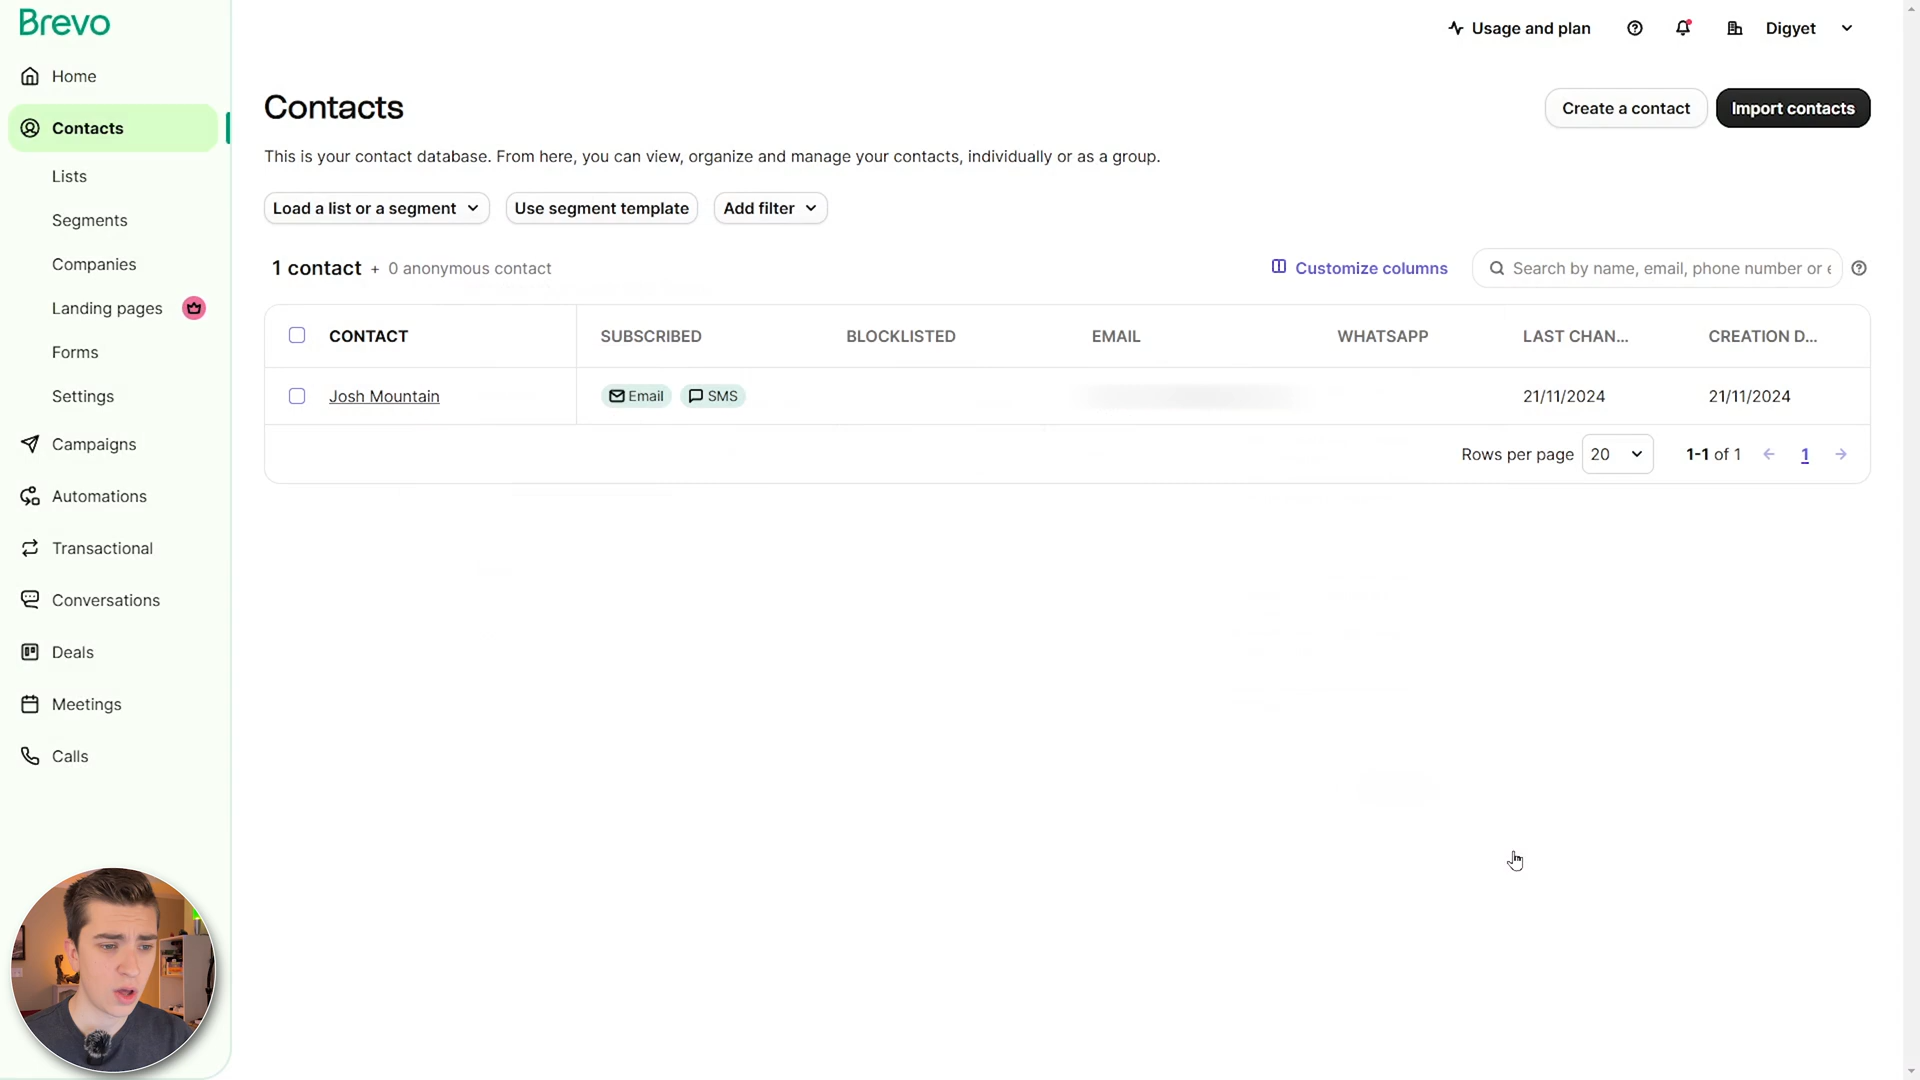 Brevo
Usage and plan
Digyet
Home
Contacts
Lists
Segments
Companies
Landing pages
Forms
Settings
Campaigns
Automations
Transactional
Conversations
Deals
Meetings
Calls
Contacts
Create a contact
Import contacts
This is your contact database. From here, you can view, organize and manage your contacts, individually or as a group.
Load a list or a segment
Use segment template
Add filter
1 contact + 0 anonymous contact
Customize columns
Search by name, email, phone number or e
CONTACT SUBSCRIBED BLOCKLISTED EMAIL WHATSAPP LAST CHAN... CREATION D...
Josh Mountain Email SMS 21/11/2024 21/11/2024
Rows per page 20 1-1 of 1 1